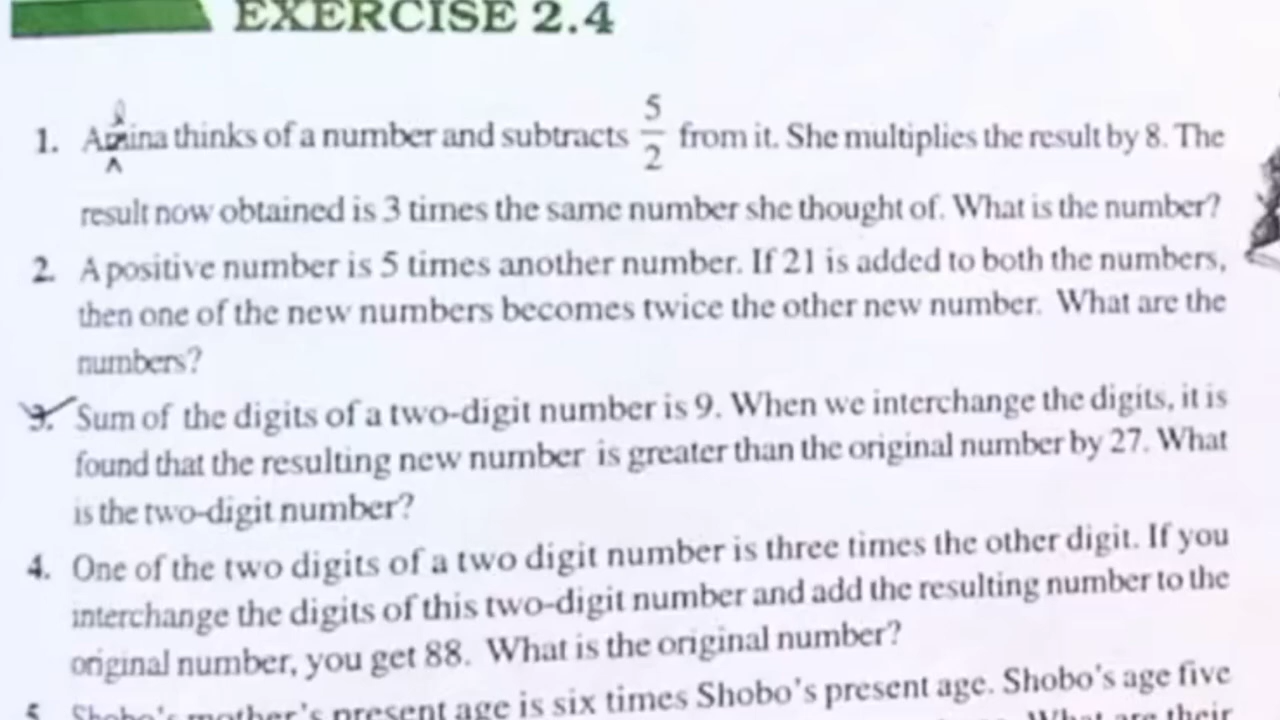 EXERCISE 2.4
1. Amina thinks of a number and subtracts 5/2 from it. She multiplies the result by 8. The
result now obtained is 3 times the same number she thought of. What is the number?
2. A positive number is 5 times another number. If 21 is added to both the numbers,
then one of the new numbers becomes twice the other new number. What are the
numbers?
3. Sum of the digits of a two-digit number is 9. When we interchange the digits, it is
found that the resulting new number is greater than the original number by 27. What
is the two-digit number?
4. One of the two digits of a two digit number is three times the other digit. If you
interchange the digits of this two-digit number and add the resulting number to the
original number, you get 88. What is the original number?
5. Shobo's mother's present age is six times Shobo's present age. Shobo's age five
What are their